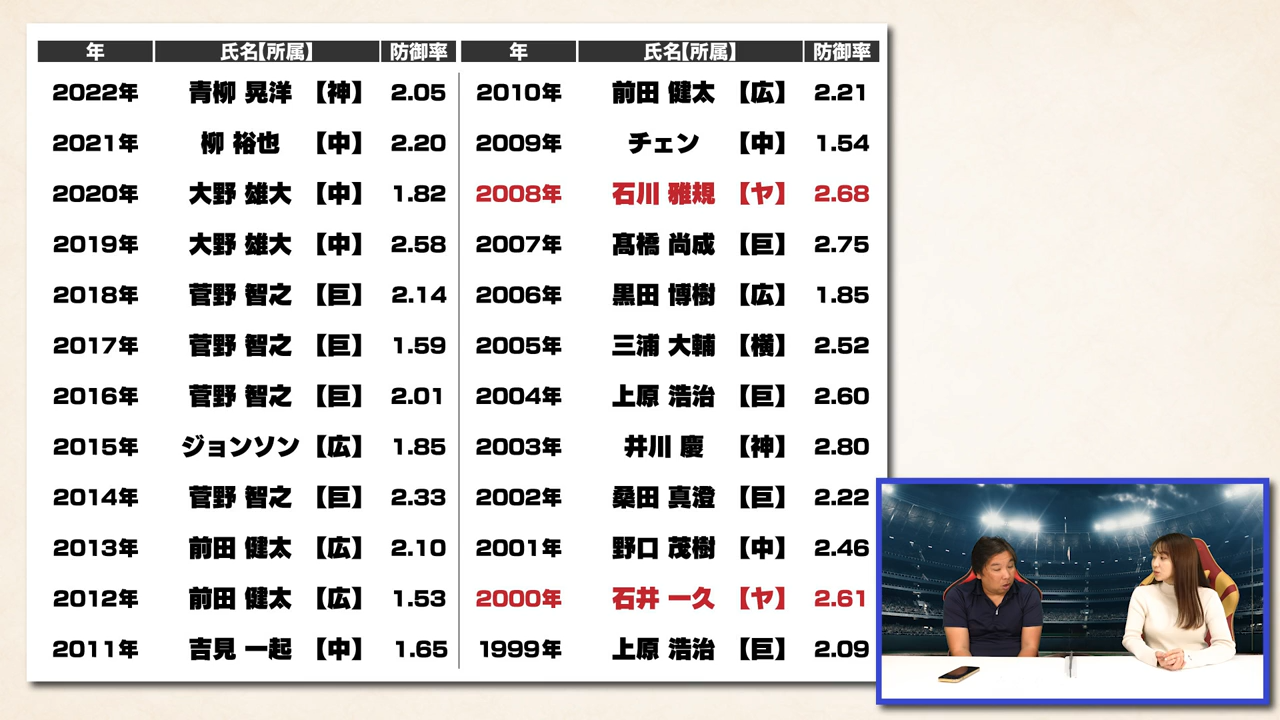 年 氏名【所属】 防御率 年 氏名【所属】 防御率
2022年 青柳 晃洋 【神】 2.05 2010年 前田 健太 【広】 2.21
2021年 柳 裕也 【中】 2.20 2009年 チェン 【中】 1.54
2020年 大野 雄大 【中】 1.82 2008年 石川 雅規 【ヤ】 2.68
2019年 大野 雄大 【中】 2.58 2007年 髙橋 尚成 【巨】 2.75
2018年 菅野 智之 【巨】 2.14 2006年 黒田 博樹 【広】 1.85
2017年 菅野 智之 【巨】 1.59 2005年 三浦 大輔 【横】 2.52
2016年 菅野 智之 【巨】 2.01 2004年 上原 浩治 【巨】 2.60
2015年 ジョンソン 【広】 1.85 2003年 井川 慶 【神】 2.80
2014年 菅野 智之 【巨】 2.33 2002年 桑田 真澄 【巨】 2.22
2013年 前田 健太 【広】 2.10 2001年 野口 茂樹 【中】 2.46
2012年 前田 健太 【広】 1.53 2000年 石井 一久 【ヤ】 2.61
2011年 吉見 一起 【中】 1.65 1999年 上原 浩治 【巨】 2.09